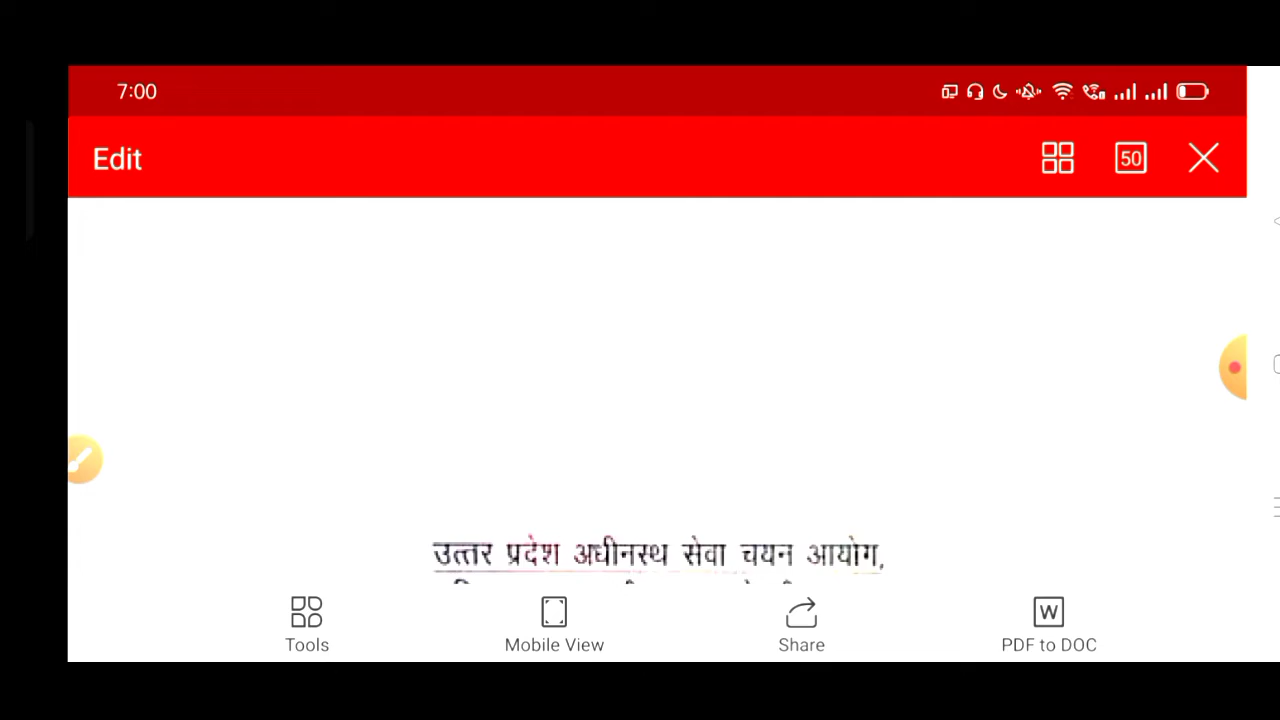 7:00
Edit
50
उत्तर प्रदेश अधीनस्थ सेवा चयन आयोग,
Tools
Mobile View
Share
W
PDF to DOC